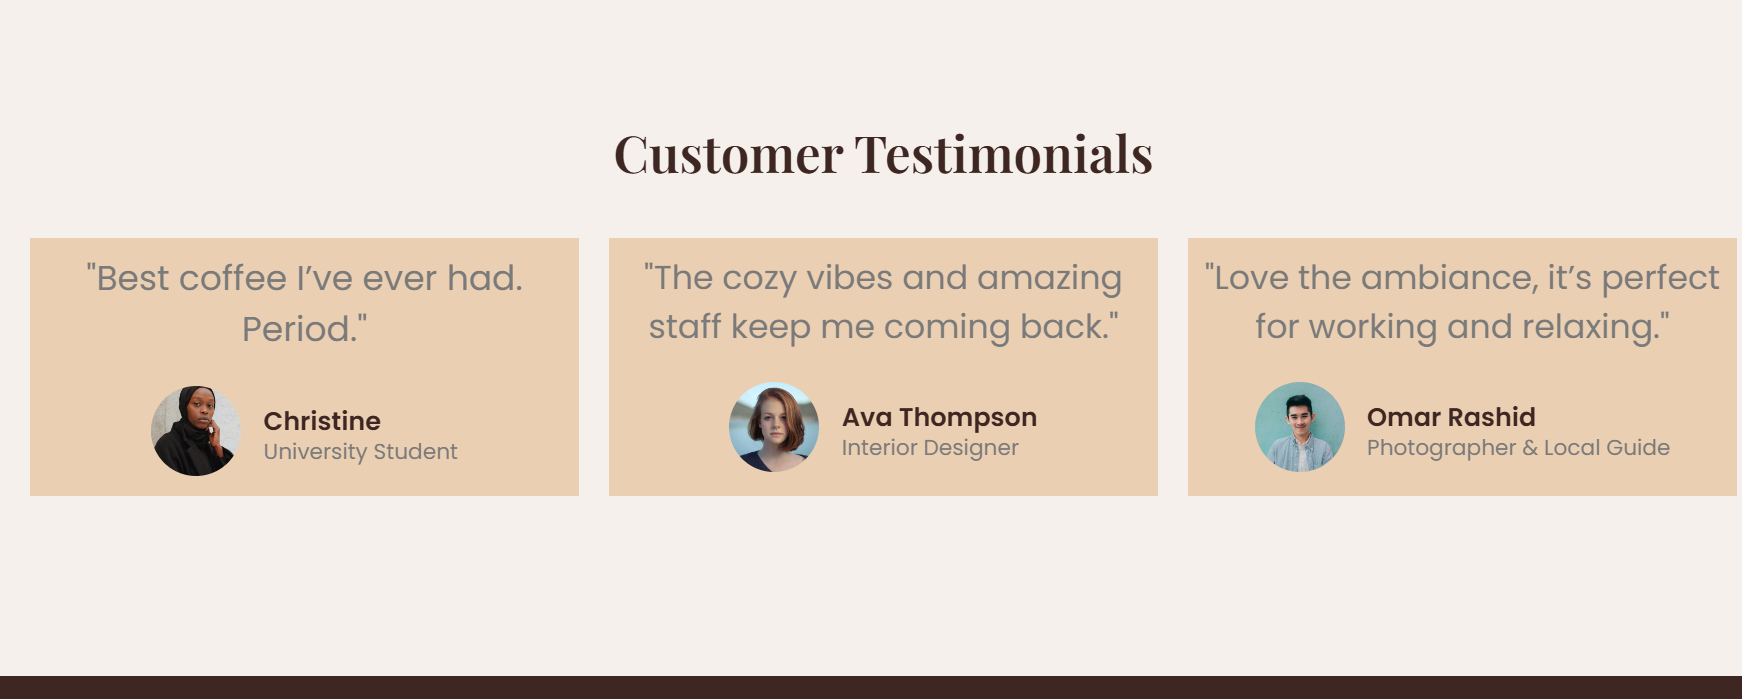 Customer Testimonials
"Best coffee I’ve ever had.
Period."
Christine
University Student
"The cozy vibes and amazing
staff keep me coming back."
Ava Thompson
Interior Designer
"Love the ambiance, it’s perfect
for working and relaxing."
Omar Rashid
Photographer & Local Guide